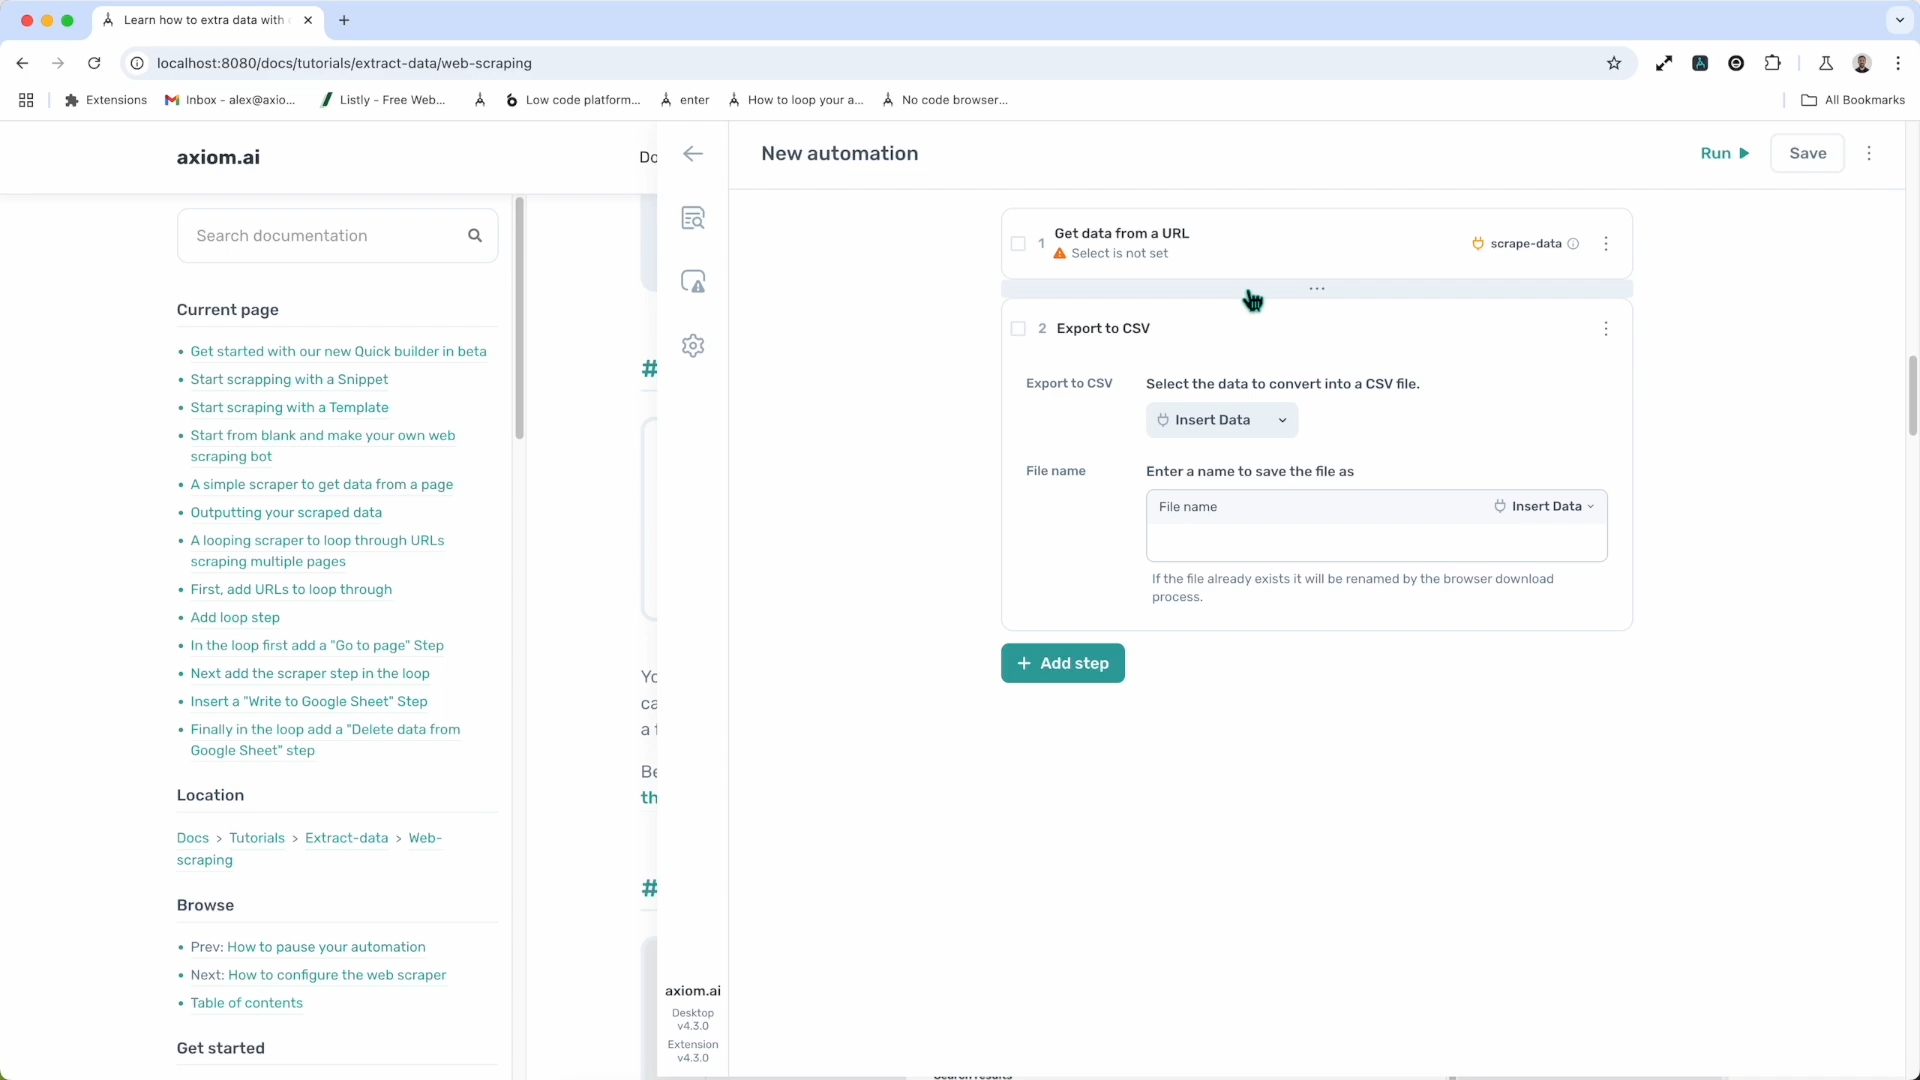 Learn how to extra data with
localhost:8080/docs/tutorials/extract-data/web-scraping
Extensions
Inbox - alex@axio...
Listly - Free Web...
Low code platform...
enter
How to loop your a...
No code browser...
All Bookmarks
axiom.ai
Do
New automation
Run
Save
Search documentation
Current page
• Get started with our new Quick builder in beta
• Start scrapping with a Snippet
• Start scraping with a Template
• Start from blank and make your own web
scraping bot
• A simple scraper to get data from a page
• Outputting your scraped data
• A looping scraper to loop through URLs
scraping multiple pages
• First, add URLs to loop through
• Add loop step
• In the loop first add a "Go to page" Step
• Next add the scraper step in the loop
• Insert a "Write to Google Sheet" Step
• Finally in the loop add a "Delete data from
Google Sheet" step
Location
Docs > Tutorials > Extract-data > Web-
scraping
Browse
• Prev: How to pause your automation
• Next: How to configure the web scraper
• Table of contents
Get started
#
Yo
ca
a f
Be
th
#
axiom.ai
Desktop
v4.3.0
Extension
v4.3.0
1 Get data from a URL
Select is not set
scrape-data
...
2 Export to CSV
Export to CSV
Select the data to convert into a CSV file.
Insert Data
File name
Enter a name to save the file as
File name
Insert Data
If the file already exists it will be renamed by the browser download
process.
+ Add step
Search results